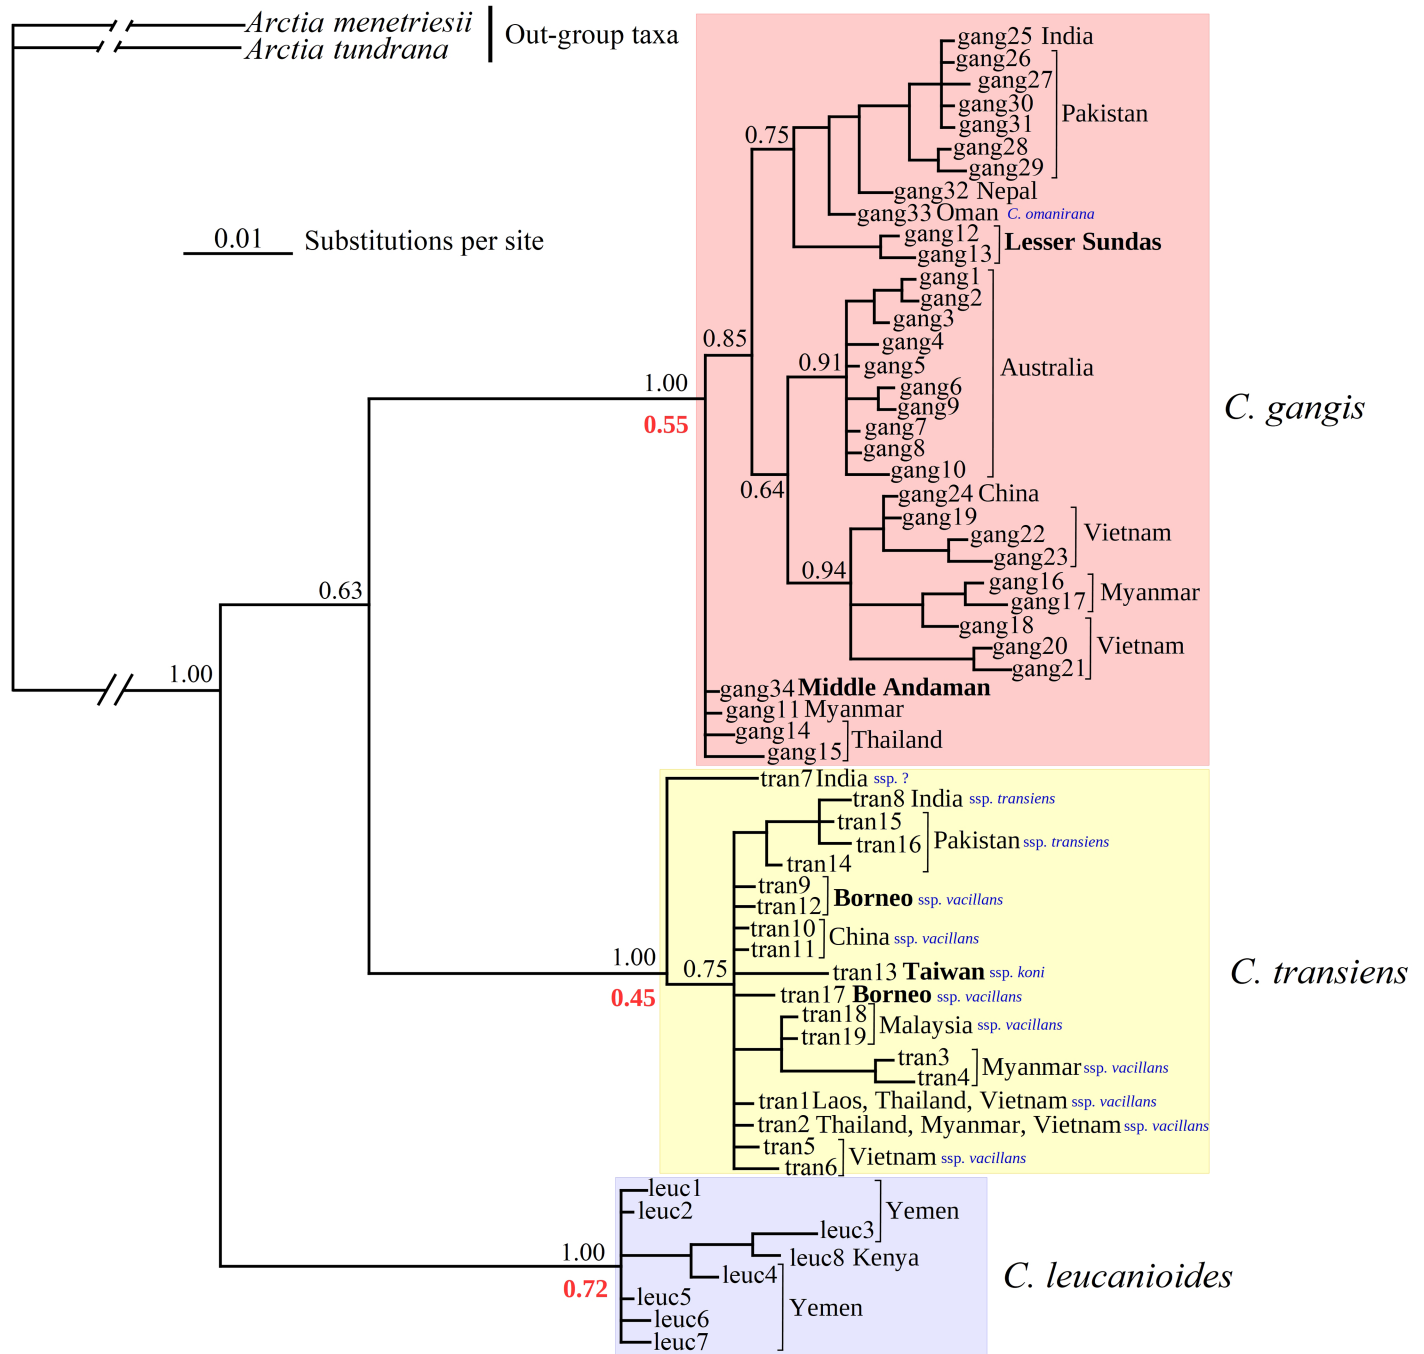 Arctia menetriesii
Arctia tundrana
Out-group taxa
0.01
Substitutions per site
gang25 India
gang26
gang27
gang30
gang31
Pakistan
gang28
gang29
0.75
gang32 Nepal
gang33 Oman C. omanirana
gang12
gang13
Lesser Sundas
gang1
gang2
gang3
gang4
gang5
gang6
gang9
gang7
gang8
gang10
Australia
0.85
0.91
1.00
0.55
C. gangis
0.64
gang24 China
gang19
gang22
gang23
Vietnam
0.94
gang16
gang17
Myanmar
gang18
gang20
gang21
Vietnam
0.63
1.00
gang34 Middle Andaman
gang11 Myanmar
gang14
gang15
Thailand
tran7 India ssp. ?
tran8 India ssp. transiens
tran15
tran16
Pakistan ssp. transiens
tran14
tran9
tran12
Borneo ssp. vacillans
tran10
tran11
China ssp. vacillans
1.00
0.45
0.75
tran13 Taiwan ssp. koni
C. transiens
tran17 Borneo ssp. vacillans
tran18
tran19
Malaysia ssp. vacillans
tran3
tran4
Myanmar ssp. vacillans
tran1 Laos, Thailand, Vietnam ssp. vacillans
tran2 Thailand, Myanmar, Vietnam ssp. vacillans
tran5
tran6
Vietnam ssp. vacillans
leuc1
leuc2
leuc3
Yemen
leuc8 Kenya
1.00
0.72
leuc4
leuc5
leuc6
leuc7
Yemen
C. leucanioides